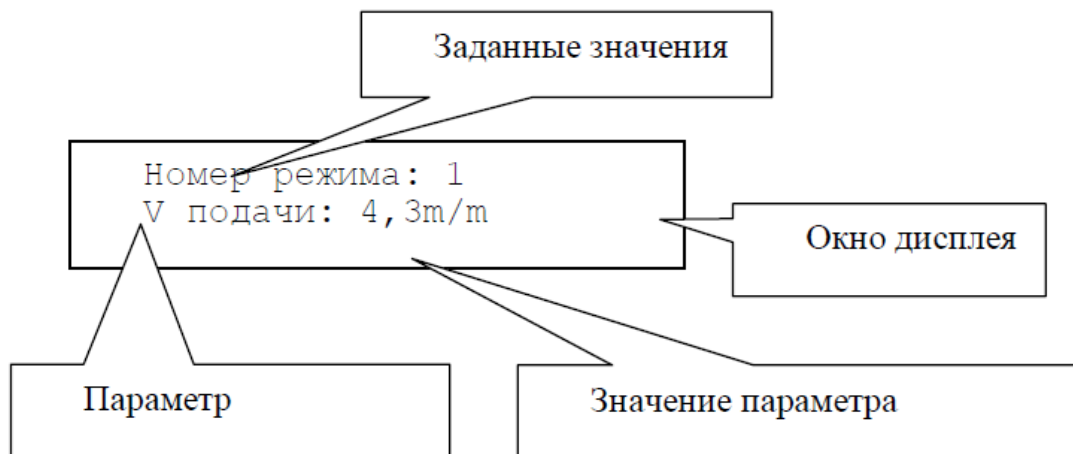 Заданные значения
Номер режима: 1
V подачи: 4,3m/m
Окно дисплея
Параметр
Значение параметра